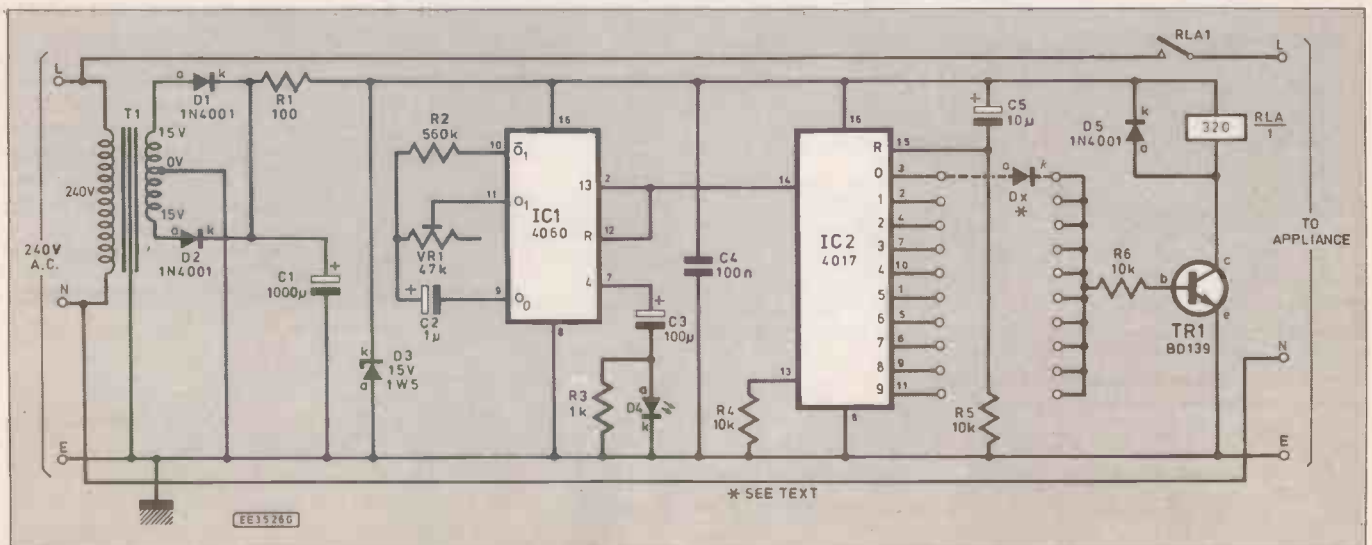 L
240V
A.C.
N
E
T1
240V
15V
0V
15V
a k
D1
1N4001
a k
D2
1N4001
R1
100
+
C1
1000µ
k
a
D3
15V
1W5
R2
560k
VR1
47k
+
C2
1µ
10
11
9
16
Ō1
O1
O0
IC1
4060
13
R
4
2
12
7
8
+
C3
100µ
R3
1k
a
D4
k
C4
100n
14
13
R4
10k
16
IC2
4017
8
R 15
0 3
1 2
2 4
3 7
4 10
5 1
6 5
7 6
8 9
9 11
+
C5
10µ
R5
10k
a k
Dx
*
D5
1N4001
k
a
320
RLA
1
R6
10k
b
c
e
TR1
BD139
RLA1
L
TO
APPLIANCE
N
E
* SEE TEXT
EE3526G